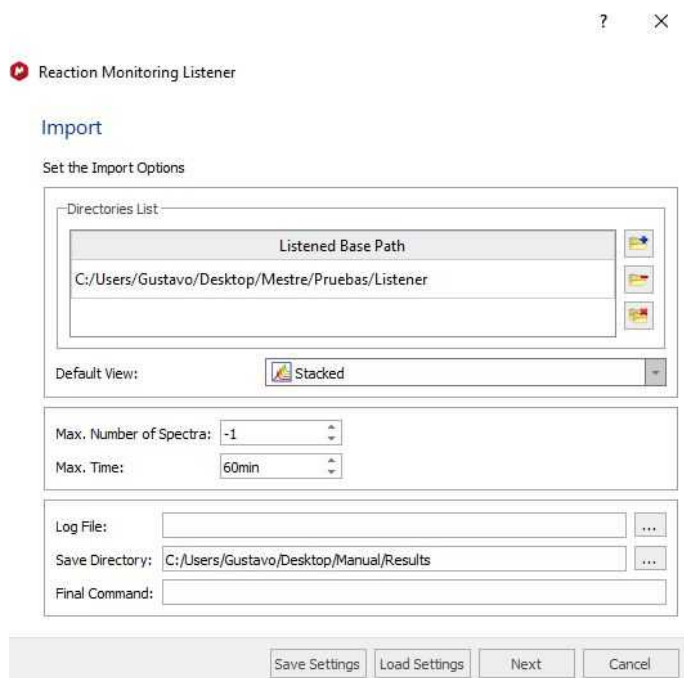 ?
Reaction Monitoring Listener
Import
Set the Import Options
Directories List
Listened Base Path
C:/Users/Gustavo/Desktop/Mestre/Pruebas/Listener
Default View: Stacked
Max. Number of Spectra: -1
Max. Time: 60min
Log File: ...
Save Directory: C:/Users/Gustavo/Desktop/Manual/Results ...
Final Command:
Save Settings Load Settings Next Cancel